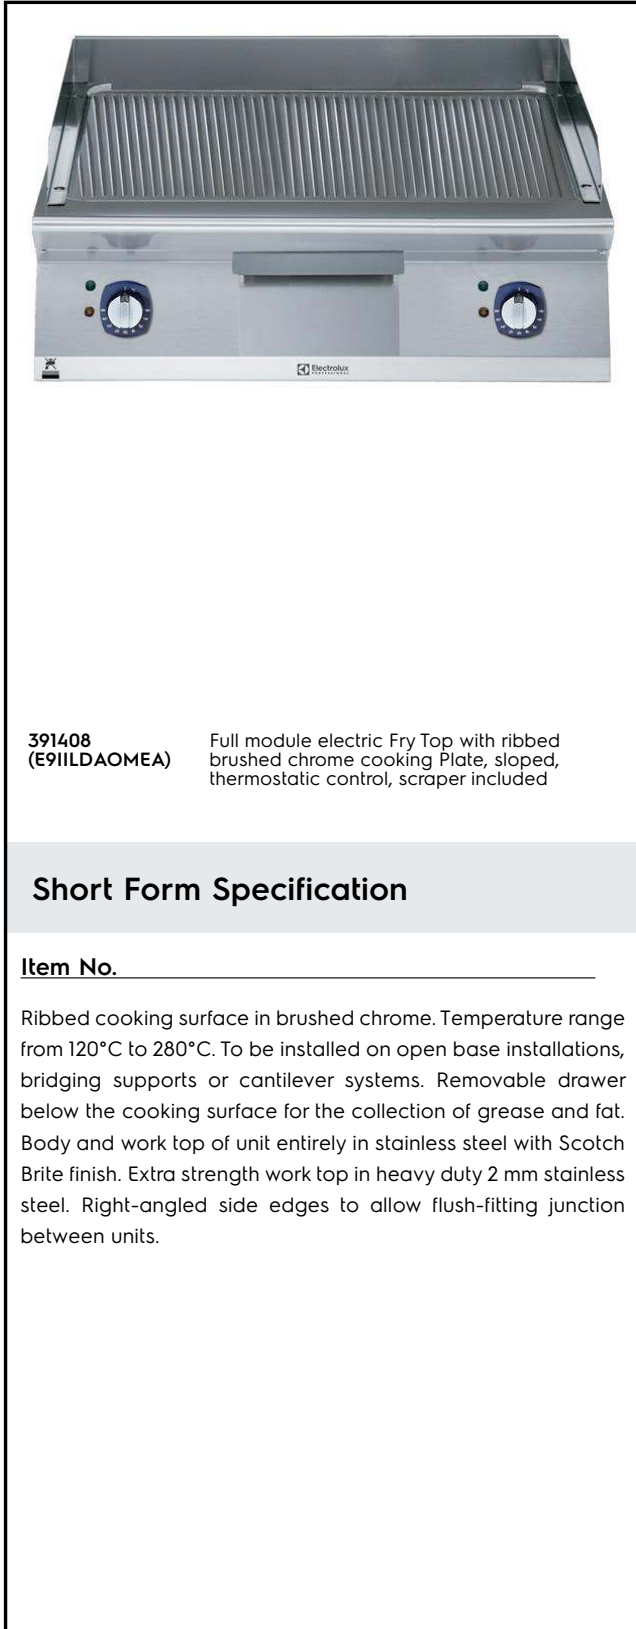 Electrolux
PROFESSIONAL
391408
(E9IILDAOMEA)
Full module electric Fry Top with ribbed
brushed chrome cooking Plate, sloped,
thermostatic control, scraper included
Short Form Specification
Item No.
Ribbed cooking surface in brushed chrome. Temperature range
from 120°C to 280°C. To be installed on open base installations,
bridging supports or cantilever systems. Removable drawer
below the cooking surface for the collection of grease and fat.
Body and work top of unit entirely in stainless steel with Scotch
Brite finish. Extra strength work top in heavy duty 2 mm stainless
steel. Right-angled side edges to allow flush-fitting junction
between units.